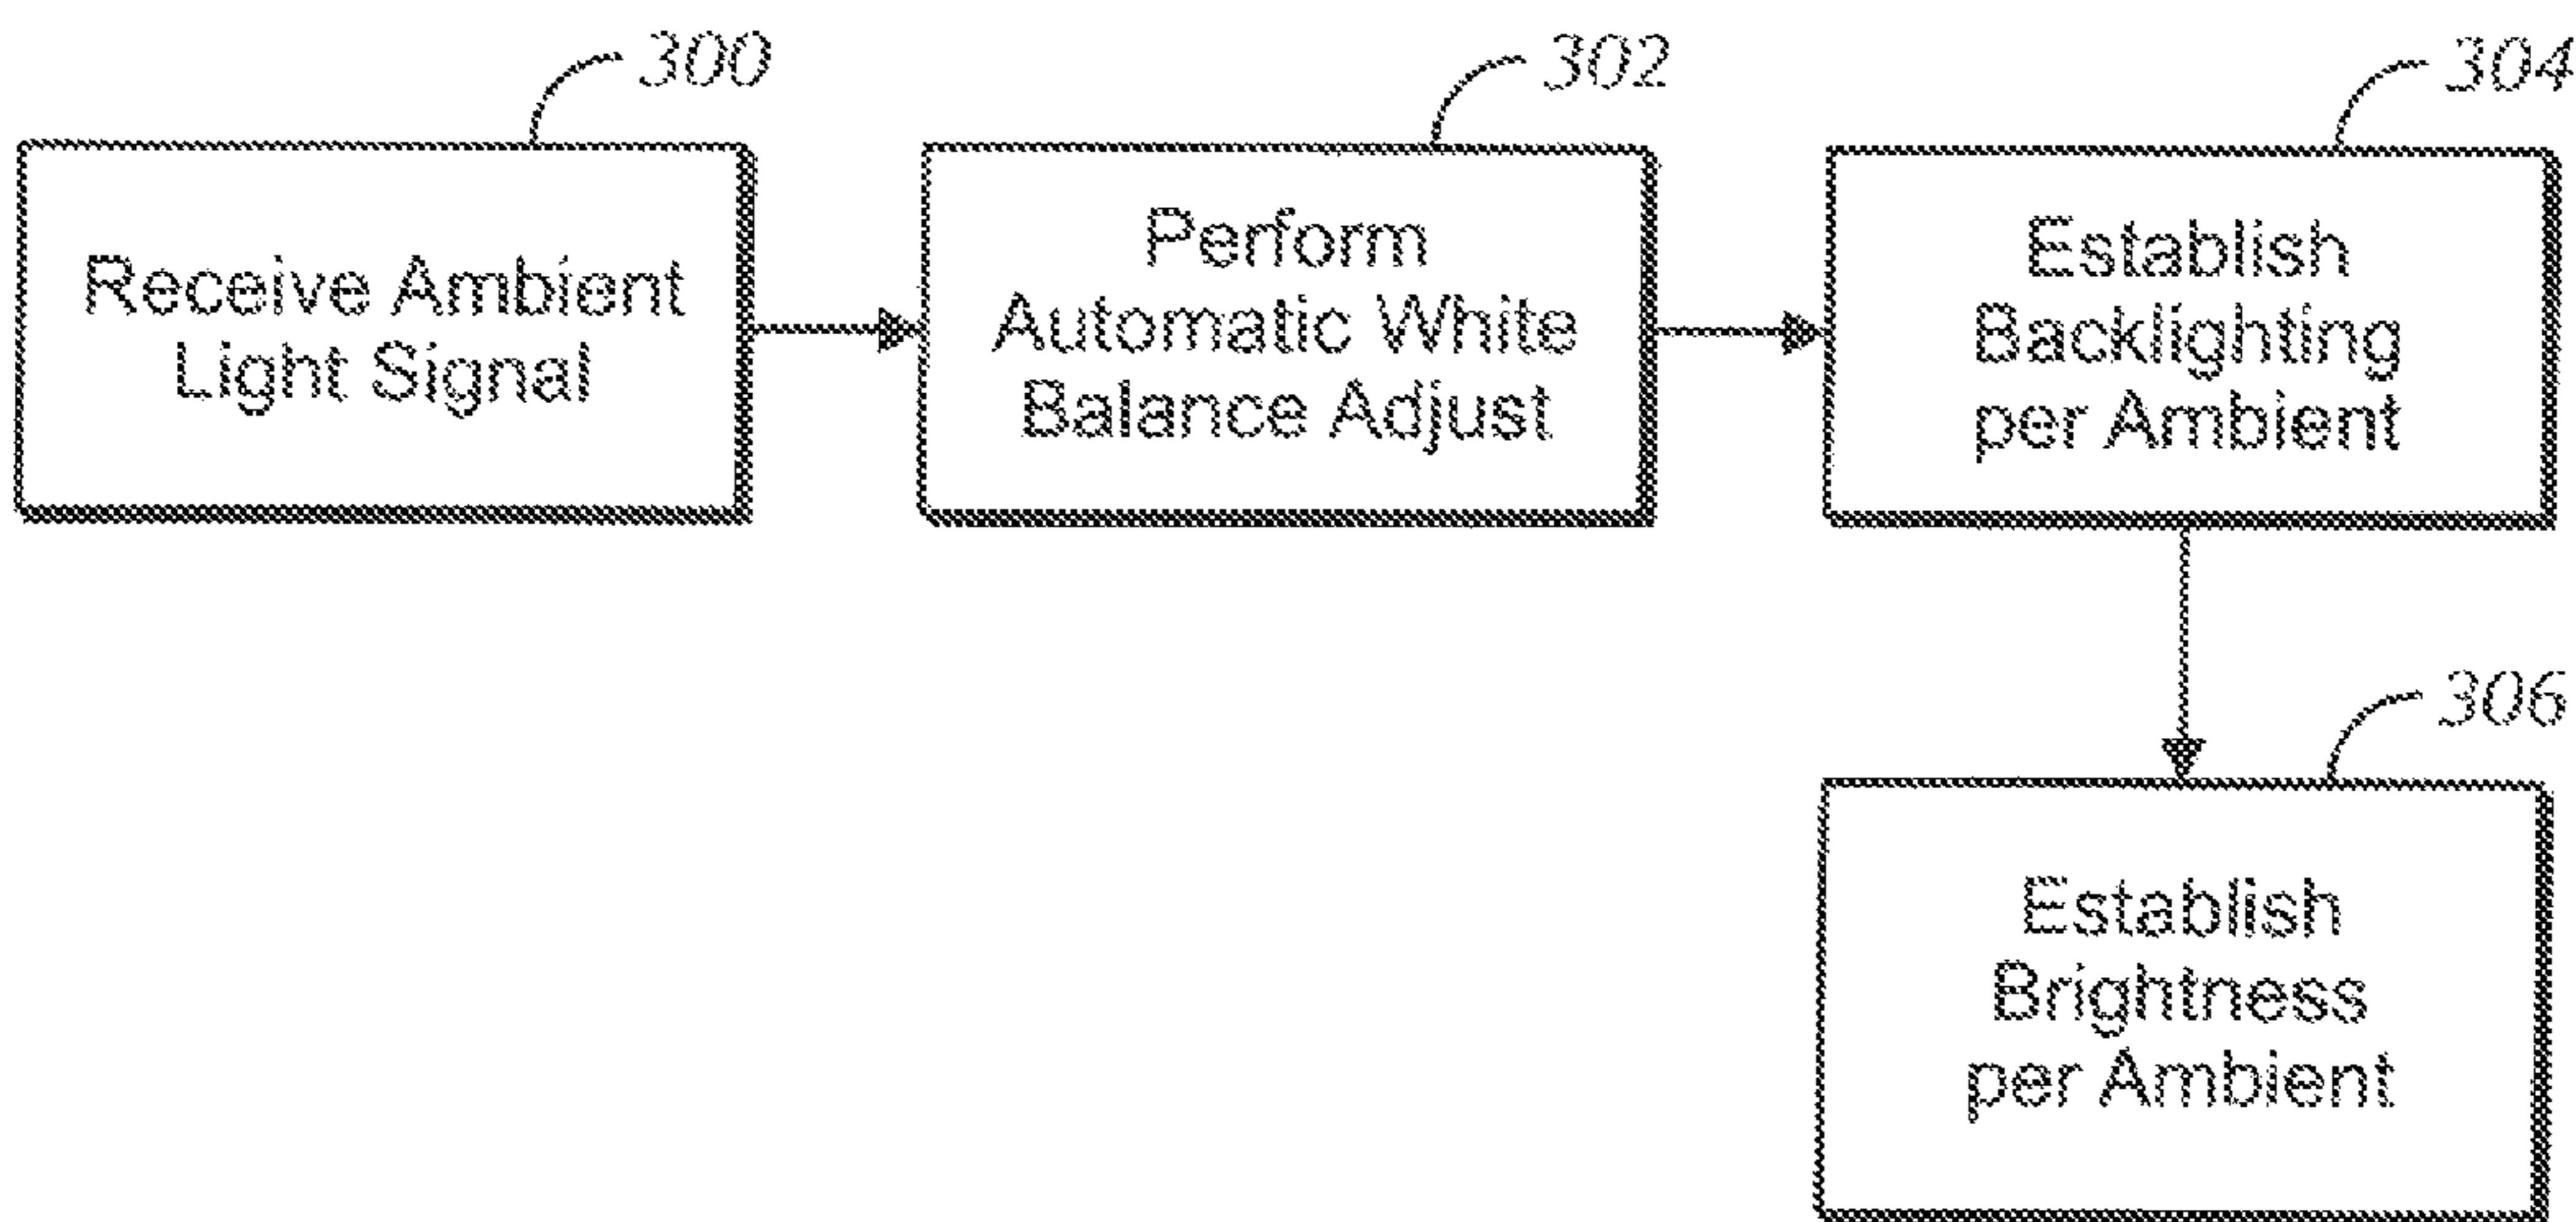 300
Receive Ambient
Light Signal
302
Perform
Automatic White
Balance Adjust
304
Establish
Backlighting
per Ambient
306
Establish
Brightness
per Ambient